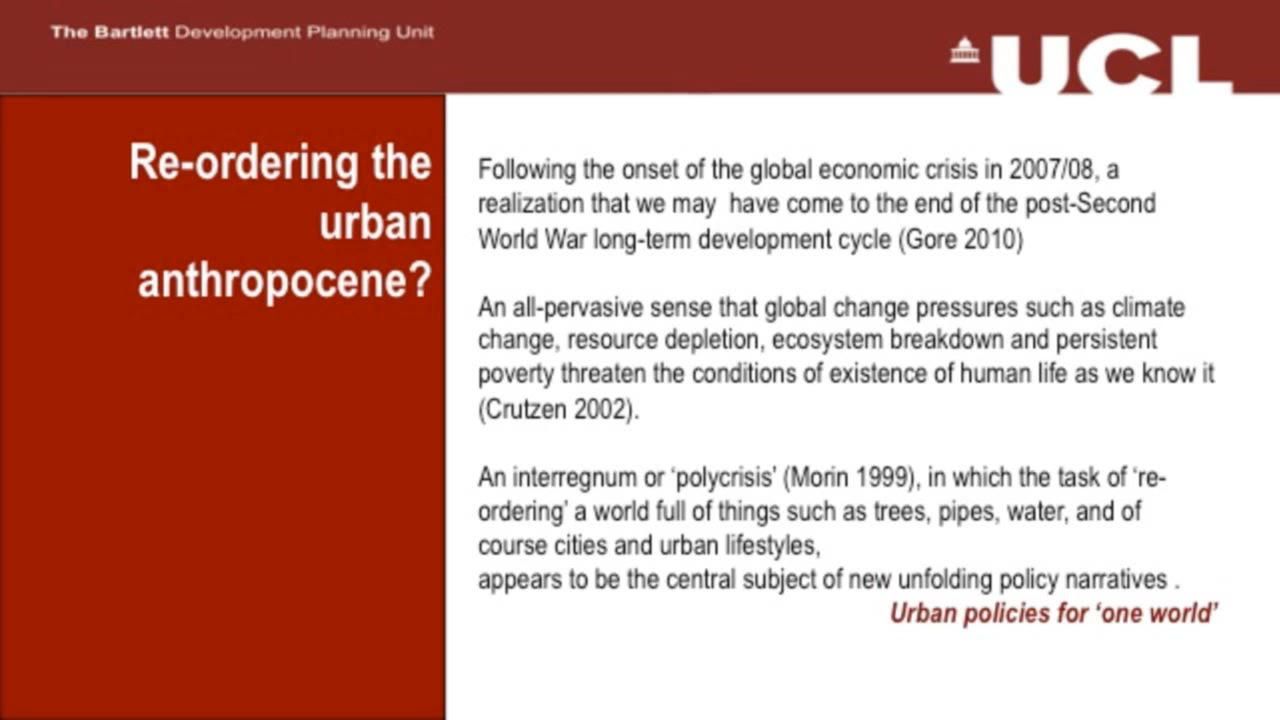 The Bartlett Development Planning Unit
UCL
Re-ordering the
urban
anthropocene?
Following the onset of the global economic crisis in 2007/08, a
realization that we may  have come to the end of the post-Second
World War long-term development cycle (Gore 2010)
An all-pervasive sense that global change pressures such as climate
change, resource depletion, ecosystem breakdown and persistent
poverty threaten the conditions of existence of human life as we know it
(Crutzen 2002).
An interregnum or ‘polycrisis’ (Morin 1999), in which the task of ‘re-
ordering’ a world full of things such as trees, pipes, water, and of
course cities and urban lifestyles,
appears to be the central subject of new unfolding policy narratives .
Urban policies for ‘one world’